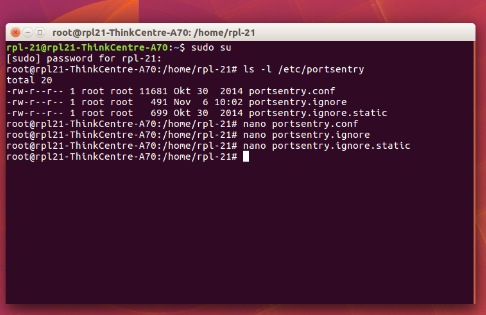 root@rpl21-ThinkCentre-A70: /home/rpl-21
rpl-21@rpl21-ThinkCentre-A70:~$ sudo su
[sudo] password for rpl-21:
root@rpl21-ThinkCentre-A70:/home/rpl-21# ls -l /etc/portsentry
total 20
-rw-r--r-- 1 root root 11681 Okt 30  2014 portsentry.conf
-rw-r--r-- 1 root root   491 Nov  6 10:02 portsentry.ignore
-rw-r--r-- 1 root root   699 Okt 30  2014 portsentry.ignore.static
root@rpl21-ThinkCentre-A70:/home/rpl-21# nano portsentry.conf
root@rpl21-ThinkCentre-A70:/home/rpl-21# nano portsentry.ignore
root@rpl21-ThinkCentre-A70:/home/rpl-21# nano portsentry.ignore.static
root@rpl21-ThinkCentre-A70:/home/rpl-21#